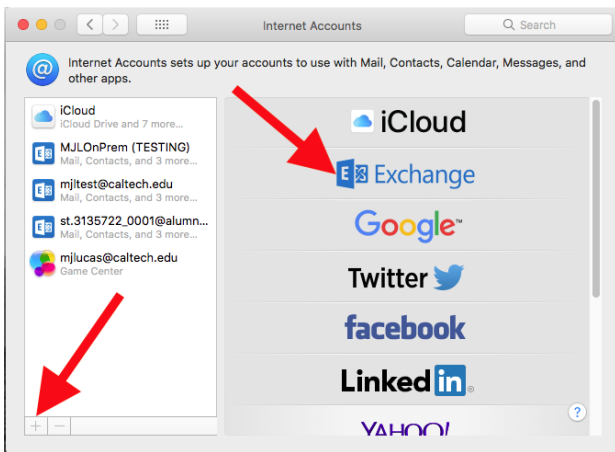 Internet Accounts
Search
Internet Accounts sets up your accounts to use with Mail, Contacts, Calendar, Messages, and
other apps.
iCloud
iCloud Drive and 7 more...
MJLOnPrem (TESTING)
Mail, Contacts, and 3 more...
mjltest@caltech.edu
Mail, Contacts, and 3 more...
st.3135722_0001@alumn...
Mail, Contacts, and 3 more...
mjlucas@caltech.edu
Game Center
+ −
iCloud
E Exchange
Google™
Twitter
facebook
Linked in®
YAHOO!
?